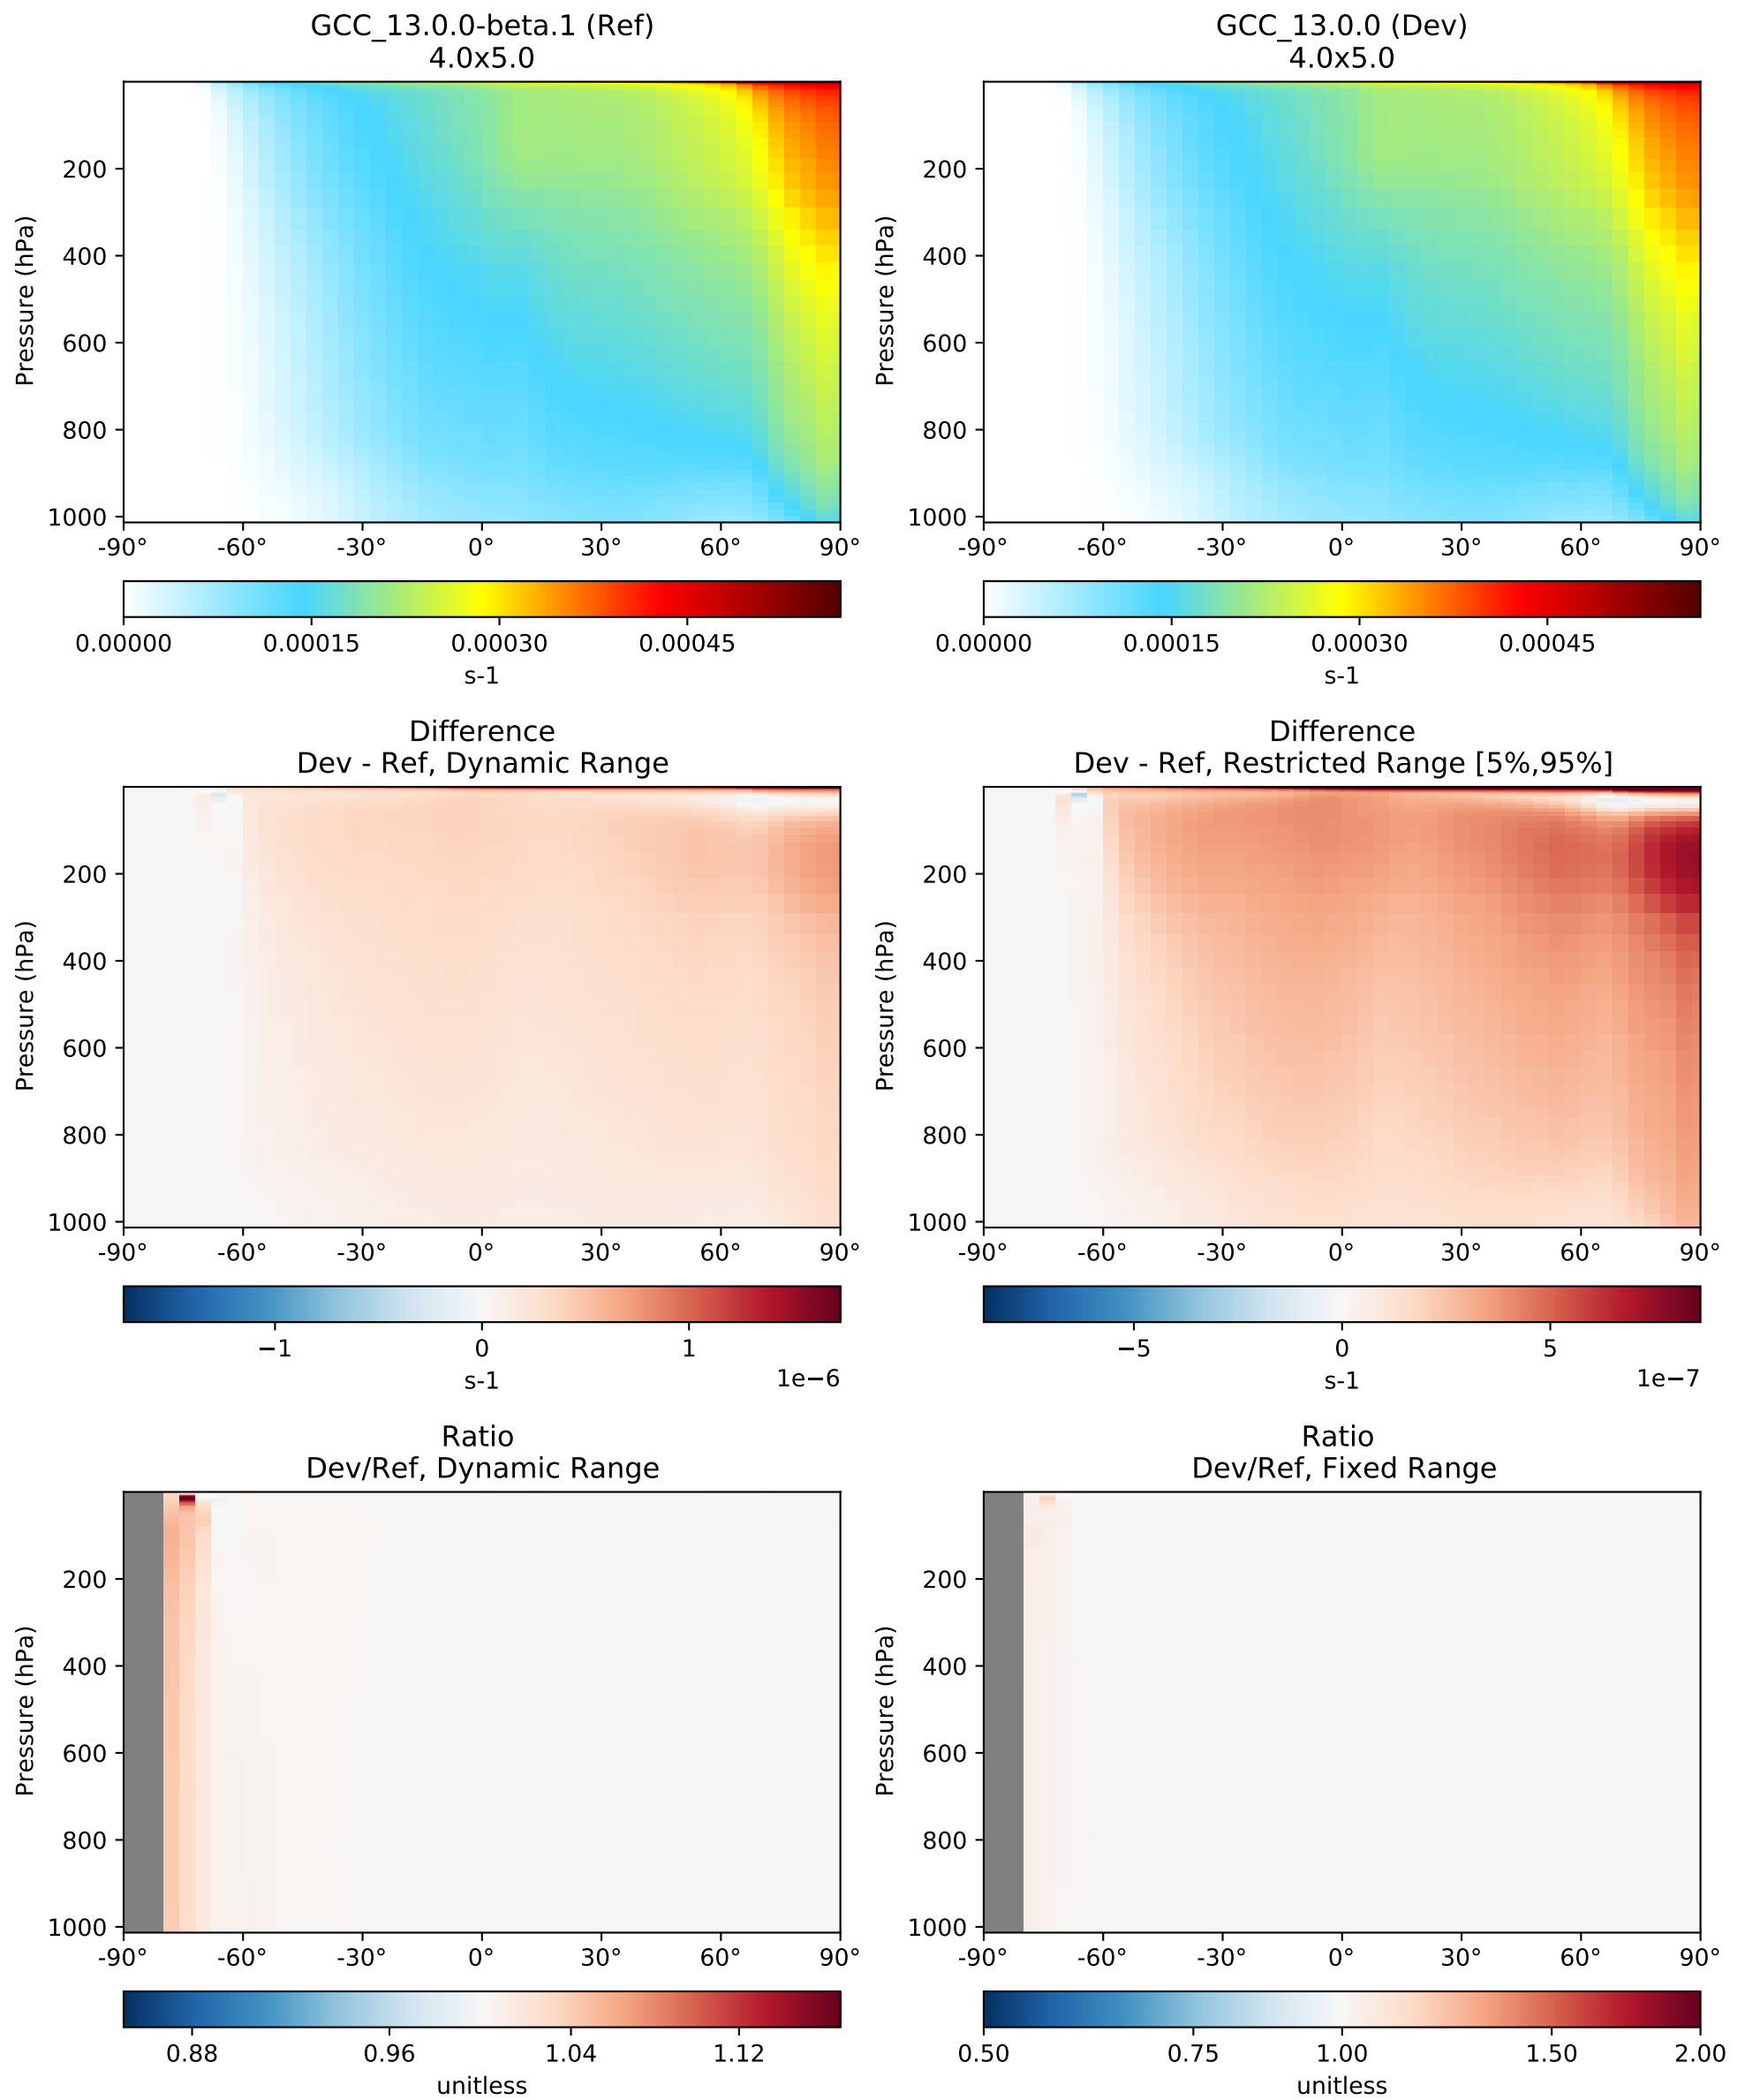 GCC_13.0.0-beta.1 (Ref)
4.0x5.0
Pressure (hPa)
200
400
600
800
1000
-90° -60° -30° 0° 30° 60° 90°
0.00000 0.00015 0.00030 0.00045
s-1
GCC_13.0.0 (Dev)
4.0x5.0
Pressure (hPa)
200
400
600
800
1000
-90° -60° -30° 0° 30° 60° 90°
0.00000 0.00015 0.00030 0.00045
s-1
Difference
Dev - Ref, Dynamic Range
Pressure (hPa)
200
400
600
800
1000
-90° -60° -30° 0° 30° 60° 90°
−1 0 1
s-1 1e−6
Difference
Dev - Ref, Restricted Range [5%,95%]
Pressure (hPa)
200
400
600
800
1000
-90° -60° -30° 0° 30° 60° 90°
−5 0 5
s-1 1e−7
Ratio
Dev/Ref, Dynamic Range
Pressure (hPa)
200
400
600
800
1000
-90° -60° -30° 0° 30° 60° 90°
0.88 0.96 1.04 1.12
unitless
Ratio
Dev/Ref, Fixed Range
Pressure (hPa)
200
400
600
800
1000
-90° -60° -30° 0° 30° 60° 90°
0.50 0.75 1.00 1.50 2.00
unitless